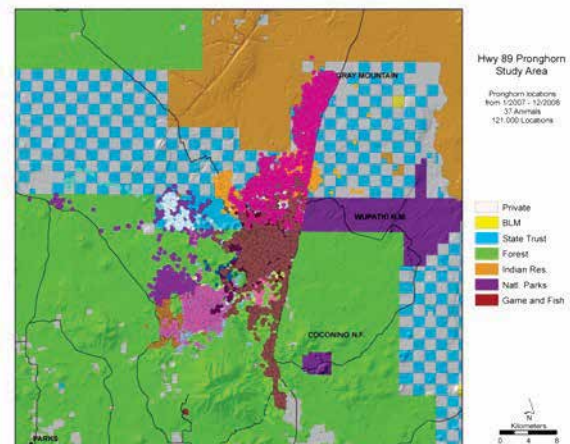 Hwy 89 Pronghorn
Study Area
Pronghorn locations
from 1/2007 - 12/2008
37 Animals
121,000 Locations
GRAY MOUNTAIN
WUPATKI N.M.
COCONINO N.F.
PARKS
Private
BLM
State Trust
Forest
Indian Res.
Natl. Parks
Game and Fish
N
Kilometers
0 4 8